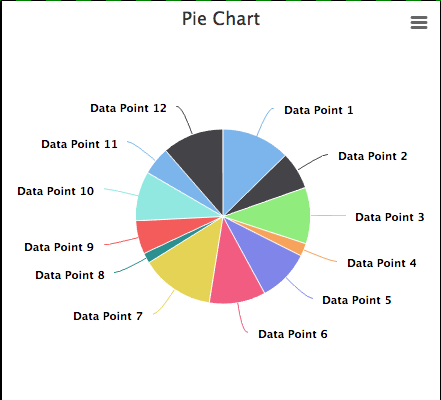 Pie Chart
Data Point 12
Data Point 1
Data Point 11
Data Point 2
Data Point 10
Data Point 3
Data Point 9
Data Point 4
Data Point 8
Data Point 5
Data Point 7
Data Point 6